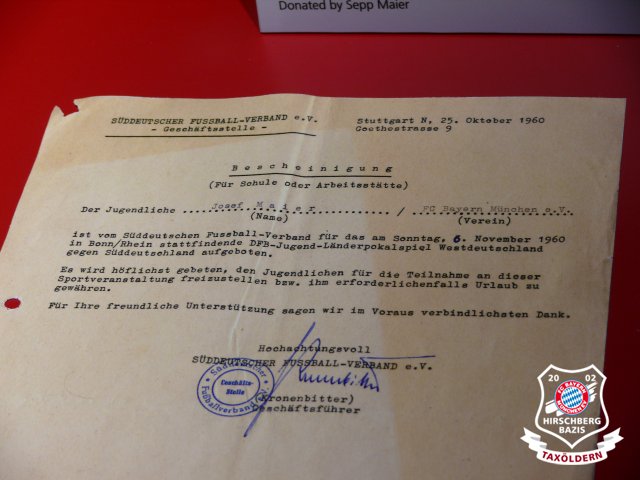 Donated by Sepp Maier
SÜDDEUTSCHER FUSSBALL-VERBAND e.V.
- Geschäftsstelle -
Stuttgart N, 25. Oktober 1960
Goethestrasse 9
Bescheinigung
(Für Schule oder Arbeitsstätte)
Der Jugendliche ... Josef Maier ... / FC Bayern München e.V.
(Name) (Verein)
ist vom Süddeutschen Fussball-Verband für das am Sonntag, 6. November 1960
in Bonn/Rhein stattfindende DFB-Jugend-Länderpokalspiel Westdeutschland
gegen Süddeutschland aufgeboten.
Es wird höflichst gebeten, den Jugendlichen für die Teilnahme an dieser
Sportveranstaltung freizustellen bzw. ihm erforderlichenfalls Urlaub zu
gewähren.
Für Ihre freundliche Unterstützung sagen wir im Voraus verbindlichsten Dank.
Hochachtungsvoll
SÜDDEUTSCHER FUSSBALL-VERBAND e.V.
(Kronenbitter)
Geschäftsführer
Süddeutscher
Geschäfts-
Stelle
Fußballverband
20 02
FC BAYERN
MÜNCHEN
HIRSCHBERG
BAZIS
TAXÖLDERN